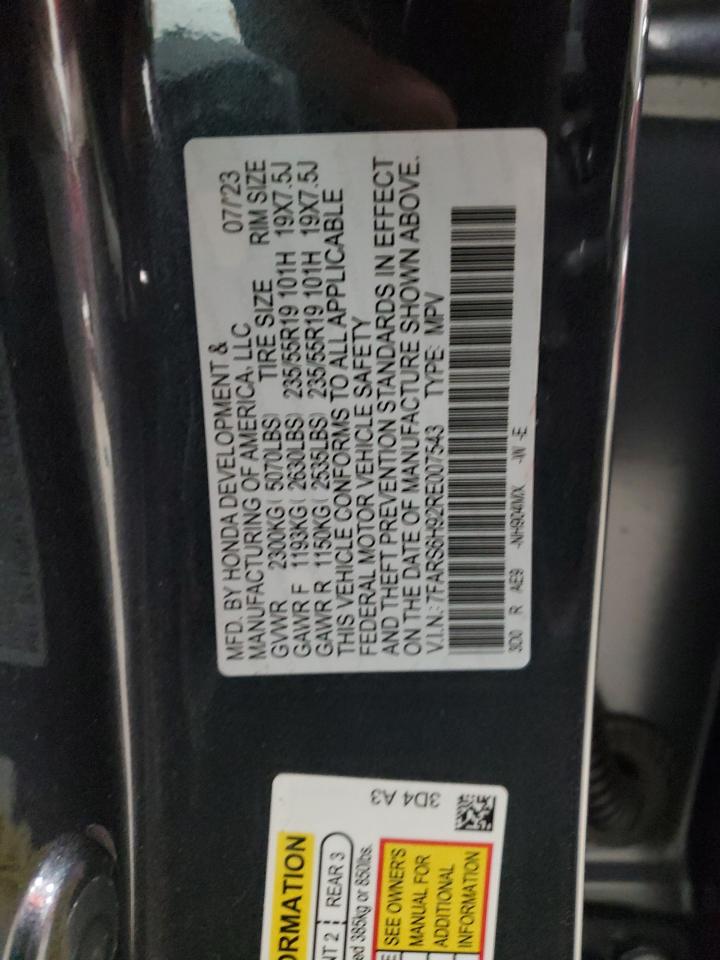 MFD. BY HONDA DEVELOPMENT &
MANUFACTURING OF AMERICA, LLC 07/'23
GVWR 2300KG( 5070LBS) TIRE SIZE RIM SIZE
GAWR F 1193KG( 2630LBS) 235/55R19 101H 19X7.5J
GAWR R 1150KG( 2535LBS) 235/55R19 101H 19X7.5J
THIS VEHICLE CONFORMS TO ALL APPLICABLE
FEDERAL MOTOR VEHICLE SAFETY
AND THEFT PREVENTION STANDARDS IN EFFECT
ON THE DATE OF MANUFACTURE SHOWN ABOVE.
V.I.N.: 7FARS6H92RE007543 TYPE: MPV
3D0 R AE9 -NH904MX -W -E
3D4 A3
ORMATION
NT 2 REAR 3
ed 385kg or 850lbs.
SEE OWNER'S
MANUAL FOR
ADDITIONAL
INFORMATION